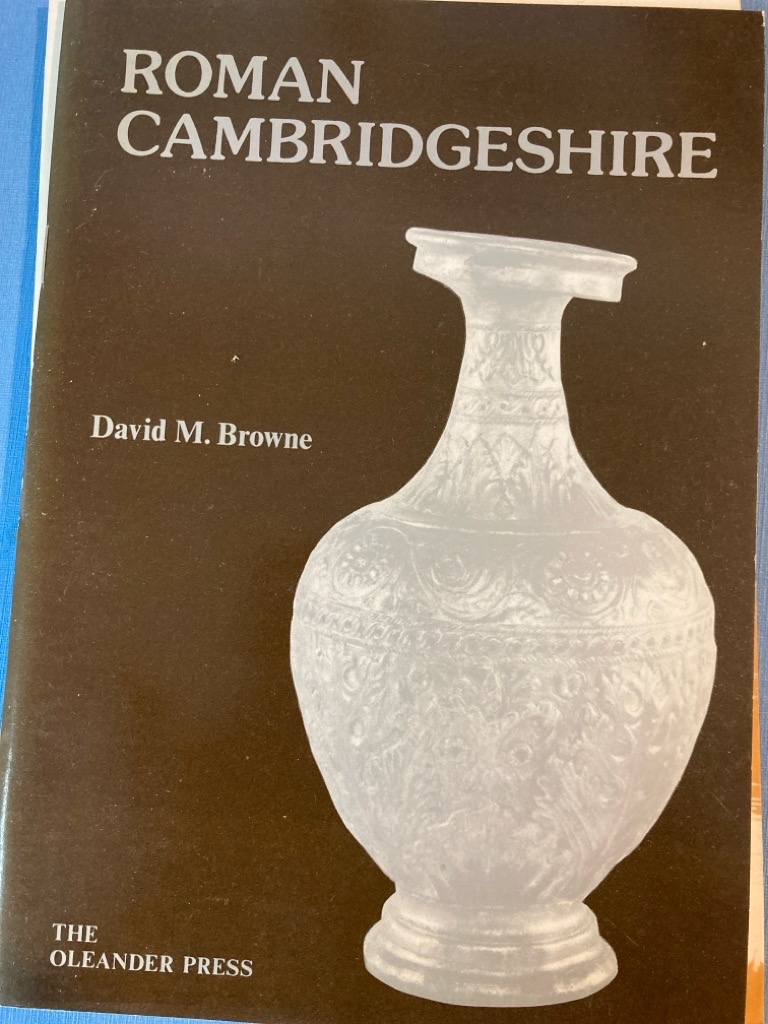 ROMAN
CAMBRIDGESHIRE
David M. Browne
THE
OLEANDER PRESS